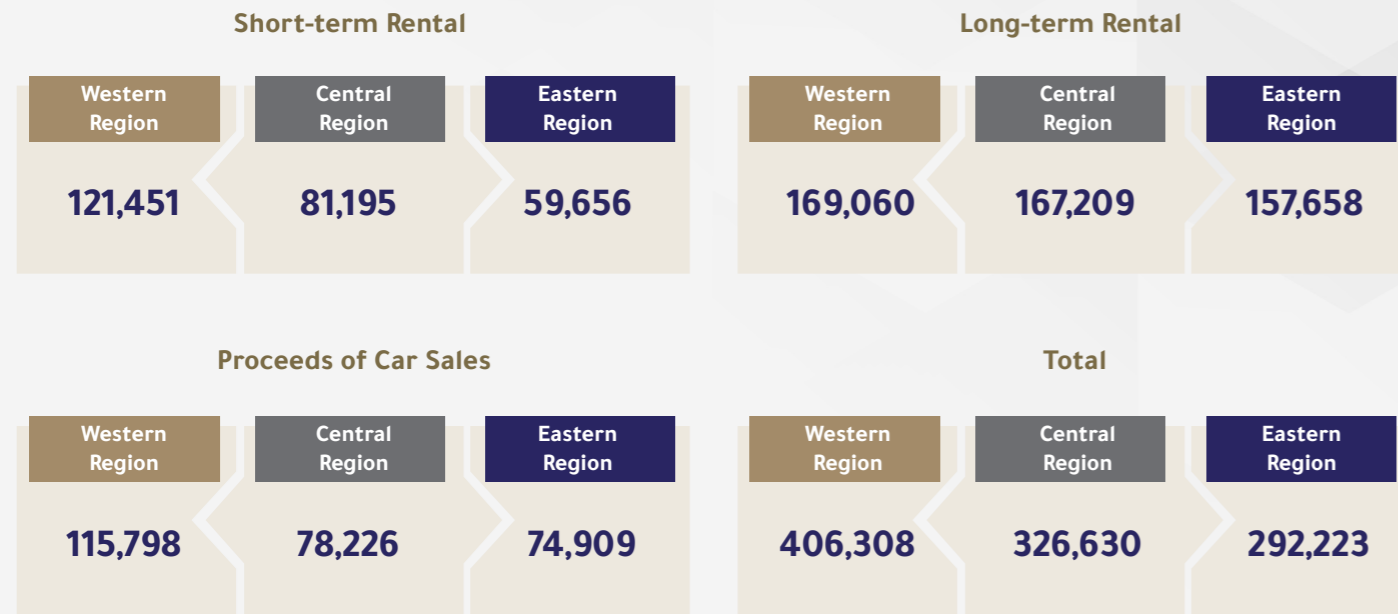 Short-term Rental
Western
Region
Central
Region
Eastern
Region
121,451
81,195
59,656
Long-term Rental
Western
Region
Central
Region
Eastern
Region
169,060
167,209
157,658
Proceeds of Car Sales
Western
Region
Central
Region
Eastern
Region
115,798
78,226
74,909
Total
Western
Region
Central
Region
Eastern
Region
406,308
326,630
292,223